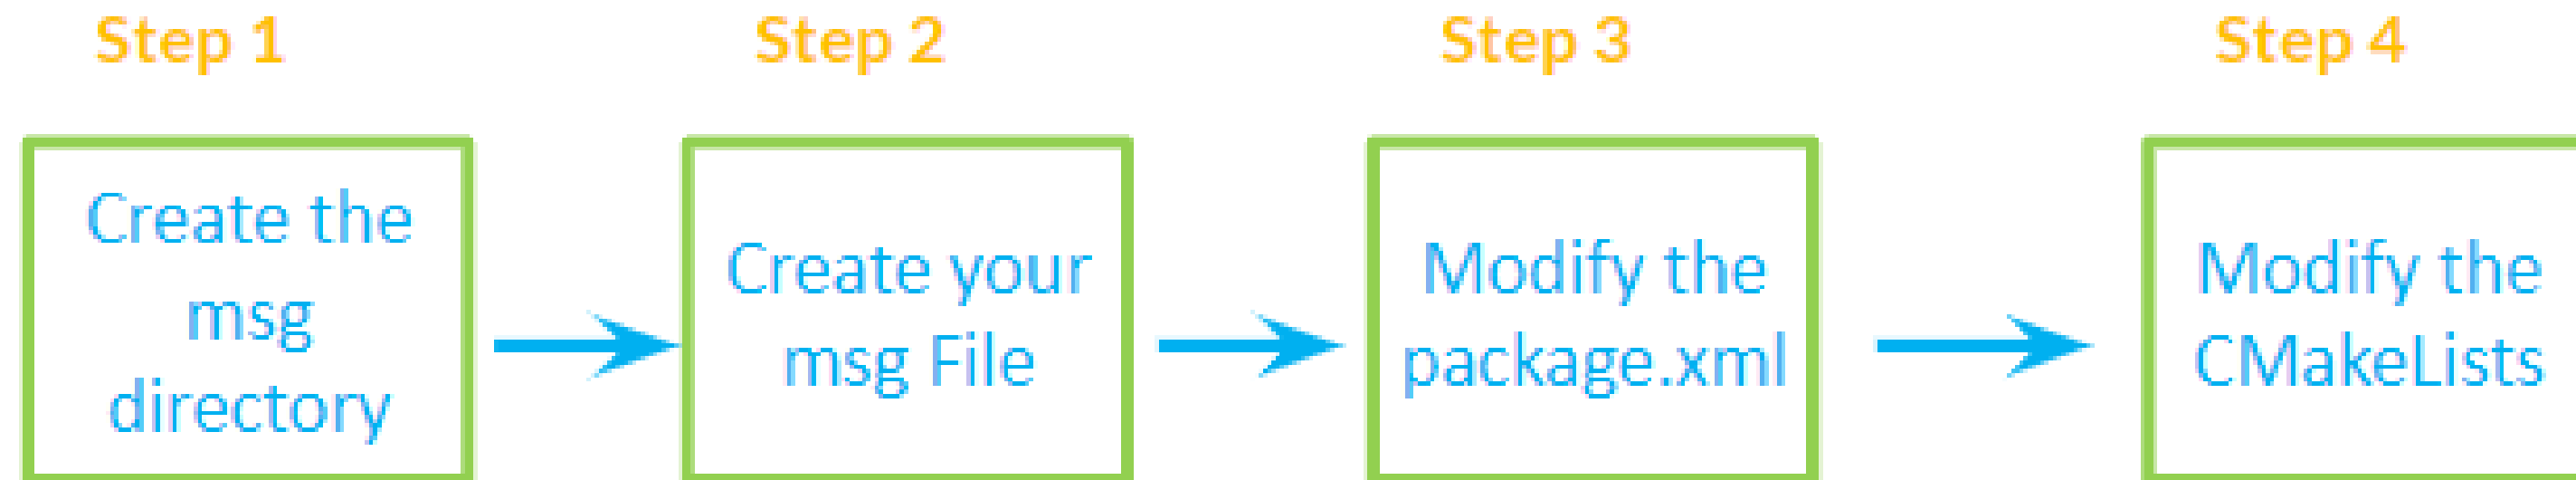 Step 1
Create the
msg
directory
Step 2
Create your
msg File
Step 3
Modify the
package.xml
Step 4
Modify the
CMakeLists